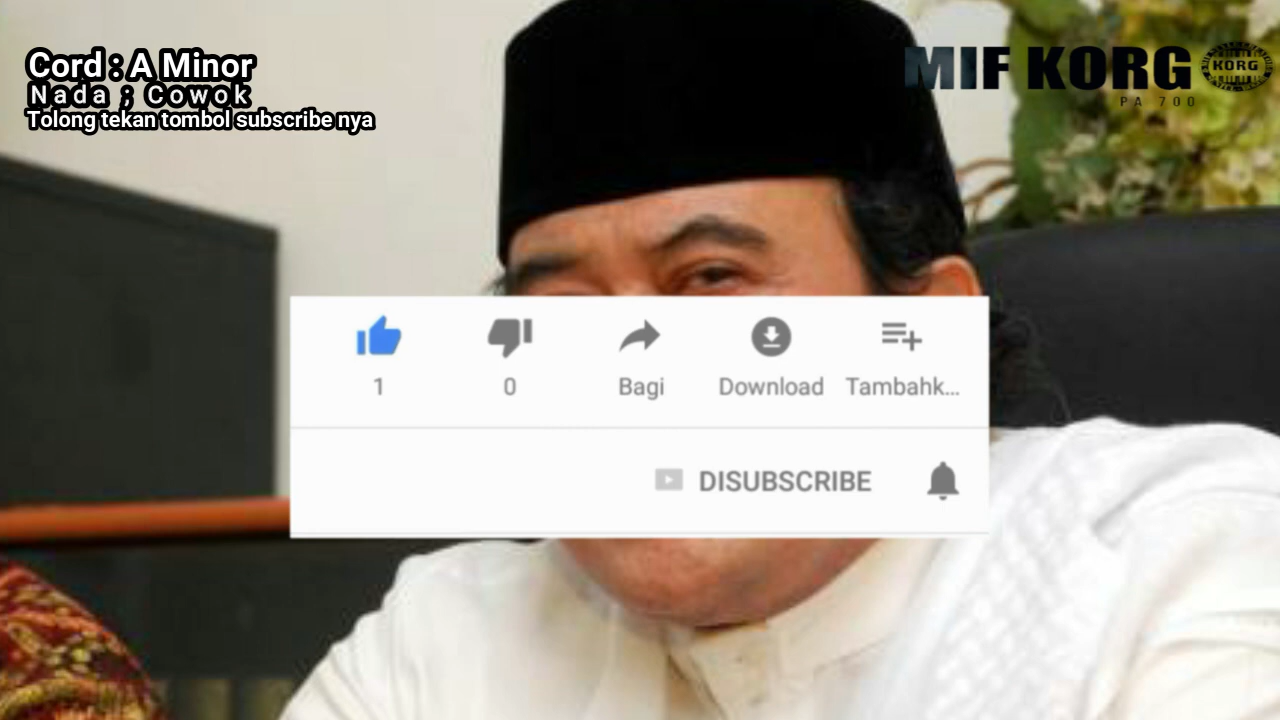 Cord : A Minor
Nada ; Cowok
Tolong tekan tombol subscribe nya
MIF KORG
KORG
PA 700
1
0
Bagi
Download
Tambahk...
DISUBSCRIBE